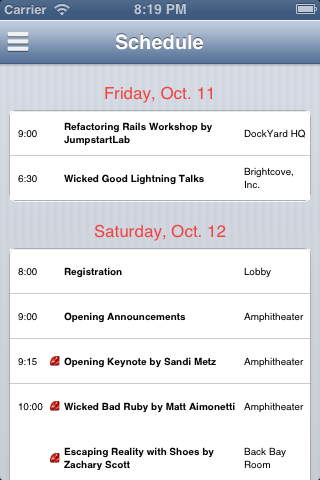 Carrier 8:19 PM
Schedule
Friday, Oct. 11
9:00 Refactoring Rails Workshop by JumpstartLab DockYard HQ
6:30 Wicked Good Lightning Talks Brightcove, Inc.
Saturday, Oct. 12
8:00 Registration Lobby
9:00 Opening Announcements Amphitheater
9:15 Opening Keynote by Sandi Metz Amphitheater
10:00 Wicked Bad Ruby by Matt Aimonetti Amphitheater
Escaping Reality with Shoes by Zachary Scott Back Bay Room